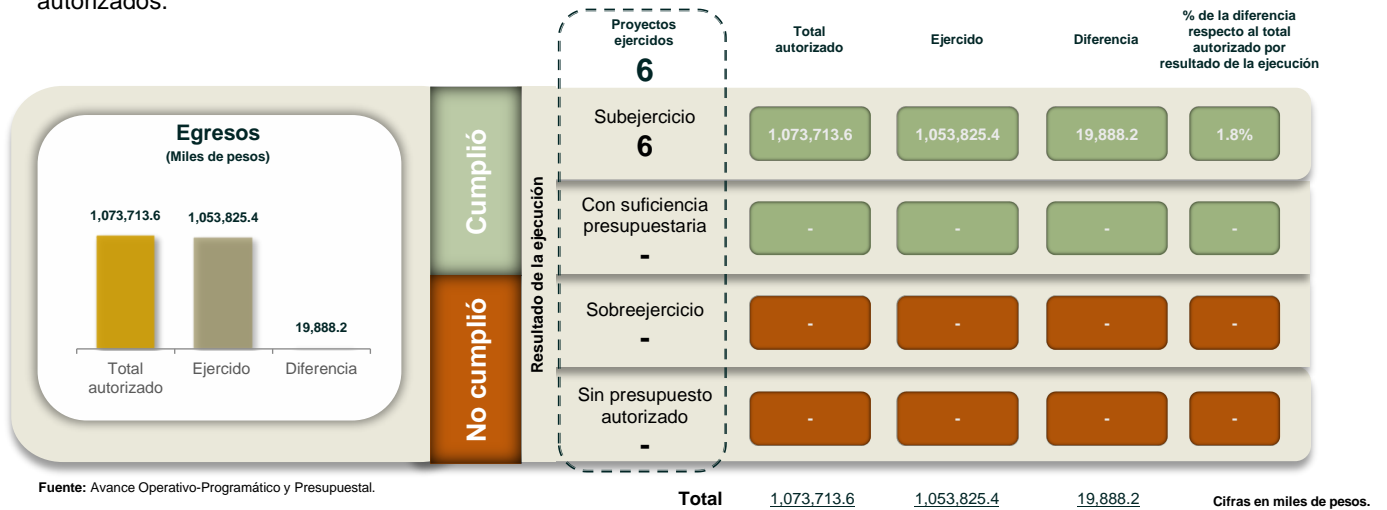 autorizados.
Proyectos
ejercidos
6
Total
autorizado
Ejercido
Diferencia
% de la diferencia
respecto al total
autorizado por
resultado de la ejecución
Egresos
(Miles de pesos)
1,073,713.6
1,053,825.4
19,888.2
Total
autorizado
Ejercido
Diferencia
Cumplió
No cumplió
Resultado de la ejecución
Subejercicio
6
1,073,713.6
1,053,825.4
19,888.2
1.8%
Con suficiencia
presupuestaria
-
-
-
-
-
Sobreejercicio
-
-
-
-
-
Sin presupuesto
autorizado
-
-
-
-
-
Fuente: Avance Operativo-Programático y Presupuestal.
Total
1,073,713.6
1,053,825.4
19,888.2
Cifras en miles de pesos.